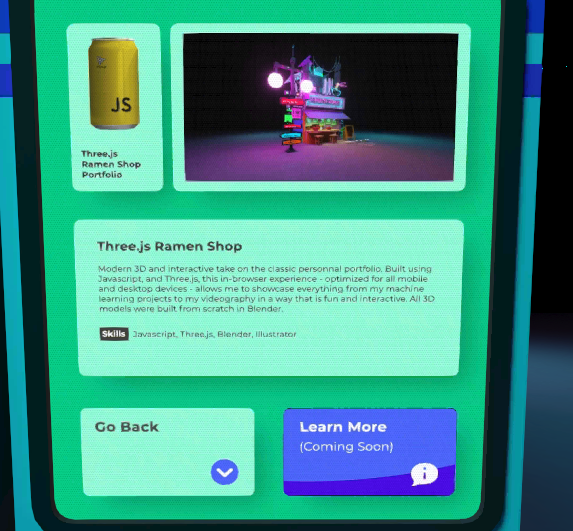 JS
Three.js
Ramen Shop
Portfolio
Three.js Ramen Shop
Modern 3D and interactive take on the classic personnal portfolio. Built using
Javascript, and Three.js, this in-browser experience - optimized for all mobile
and desktop devices - allows me to showcase everything from my machine
learning projects to my videography in a way that is fun and interactive. All 3D
models were built from scratch in Blender.
Skills Javascript, Three.js, Blender, Illustrator
Go Back
Learn More
(Coming Soon)
i